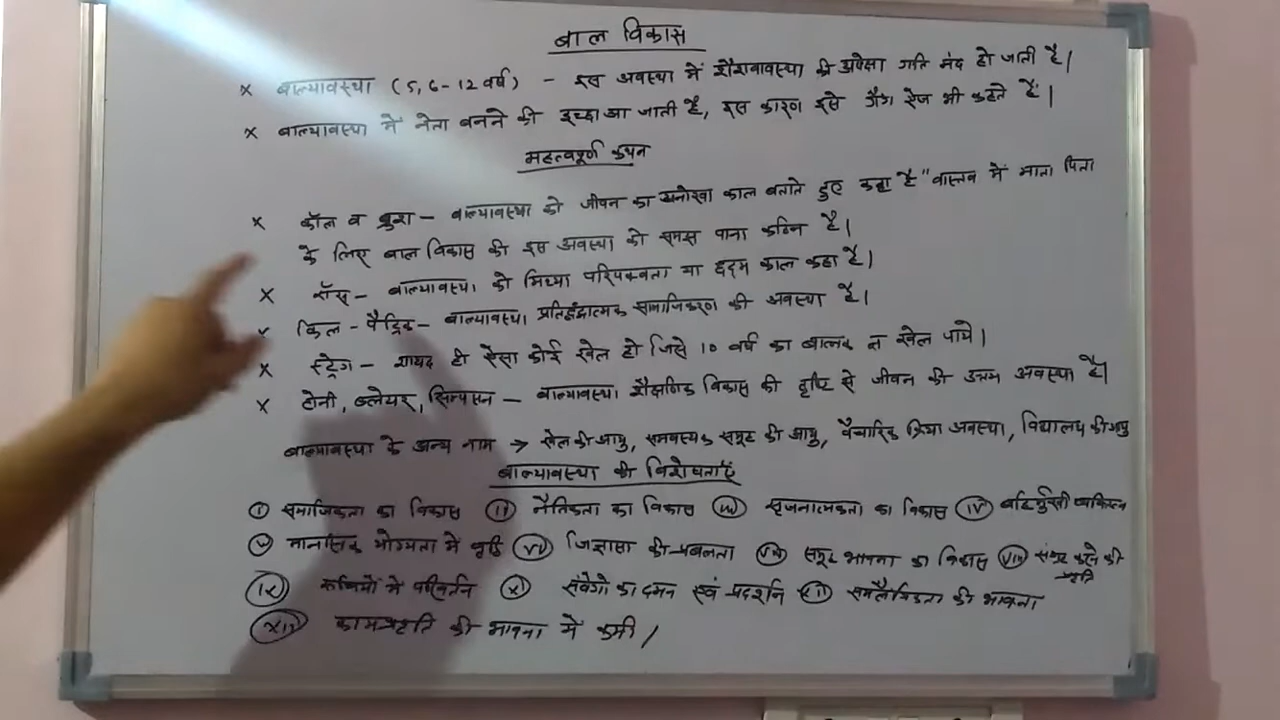 बाल विकास
× बाल्यावस्था (5,6-12 वर्ष) - इस अवस्था में शैशवावस्था की अपेक्षा गति मंद हो जाती है|
× बाल्यावस्था में नेता बनने की इच्छा आ जाती है, इस कारण इसे गैंग ऐज भी कहते हैं|
महत्वपूर्ण कथन
× कॉल व ब्रुश - बाल्यावस्था को जीवन का अनोखा काल बताते हुए कहा है "वास्तव में माता पिता
के लिए बाल विकास की इस अवस्था को समझ पाना कठिन है|
× रॉस - बाल्यावस्था को मिथ्या परिपक्वता या छद्दम काल कहा है|
× किल-पैट्रिक - बाल्यावस्था प्रतिद्वंद्वात्मक सामाजिकरण की अवस्था है|
× स्ट्रेंग - शायद ही ऐसा कोई खेल हो जिसे 10 वर्ष का बालक न खेल पाये|
× टोनी, ब्लेयर, सिम्पसन - बाल्यावस्था शैक्षणिक विकास की दृष्टि से जीवन की उत्तम अवस्था है|
बाल्यावस्था के अन्य नाम → खेल की आयु, समवयस्क समूह की आयु, वैचारिक क्रिया अवस्था, विद्यालय की आयु
बाल्यावस्था की विशेषताएँ
(i) समाजिकता का विकास (ii) नैतिकता का विकास (iii) सृजनात्मकता का विकास (iv) बहिर्मुखी व्यक्तित्व
(v) मानसिक योग्यता में वृद्धि (vi) जिज्ञासा की प्रबलता (vii) समूह भावना का विकास (viii) संग्रह करने की प्रवृति
(ix) रूचियों में परिवर्तन (xi) संवेगो का दमन एवं प्रदर्शन (xii) समलैंगिकता की भावना
(xii) कामप्रवृति की भावना में कमी|